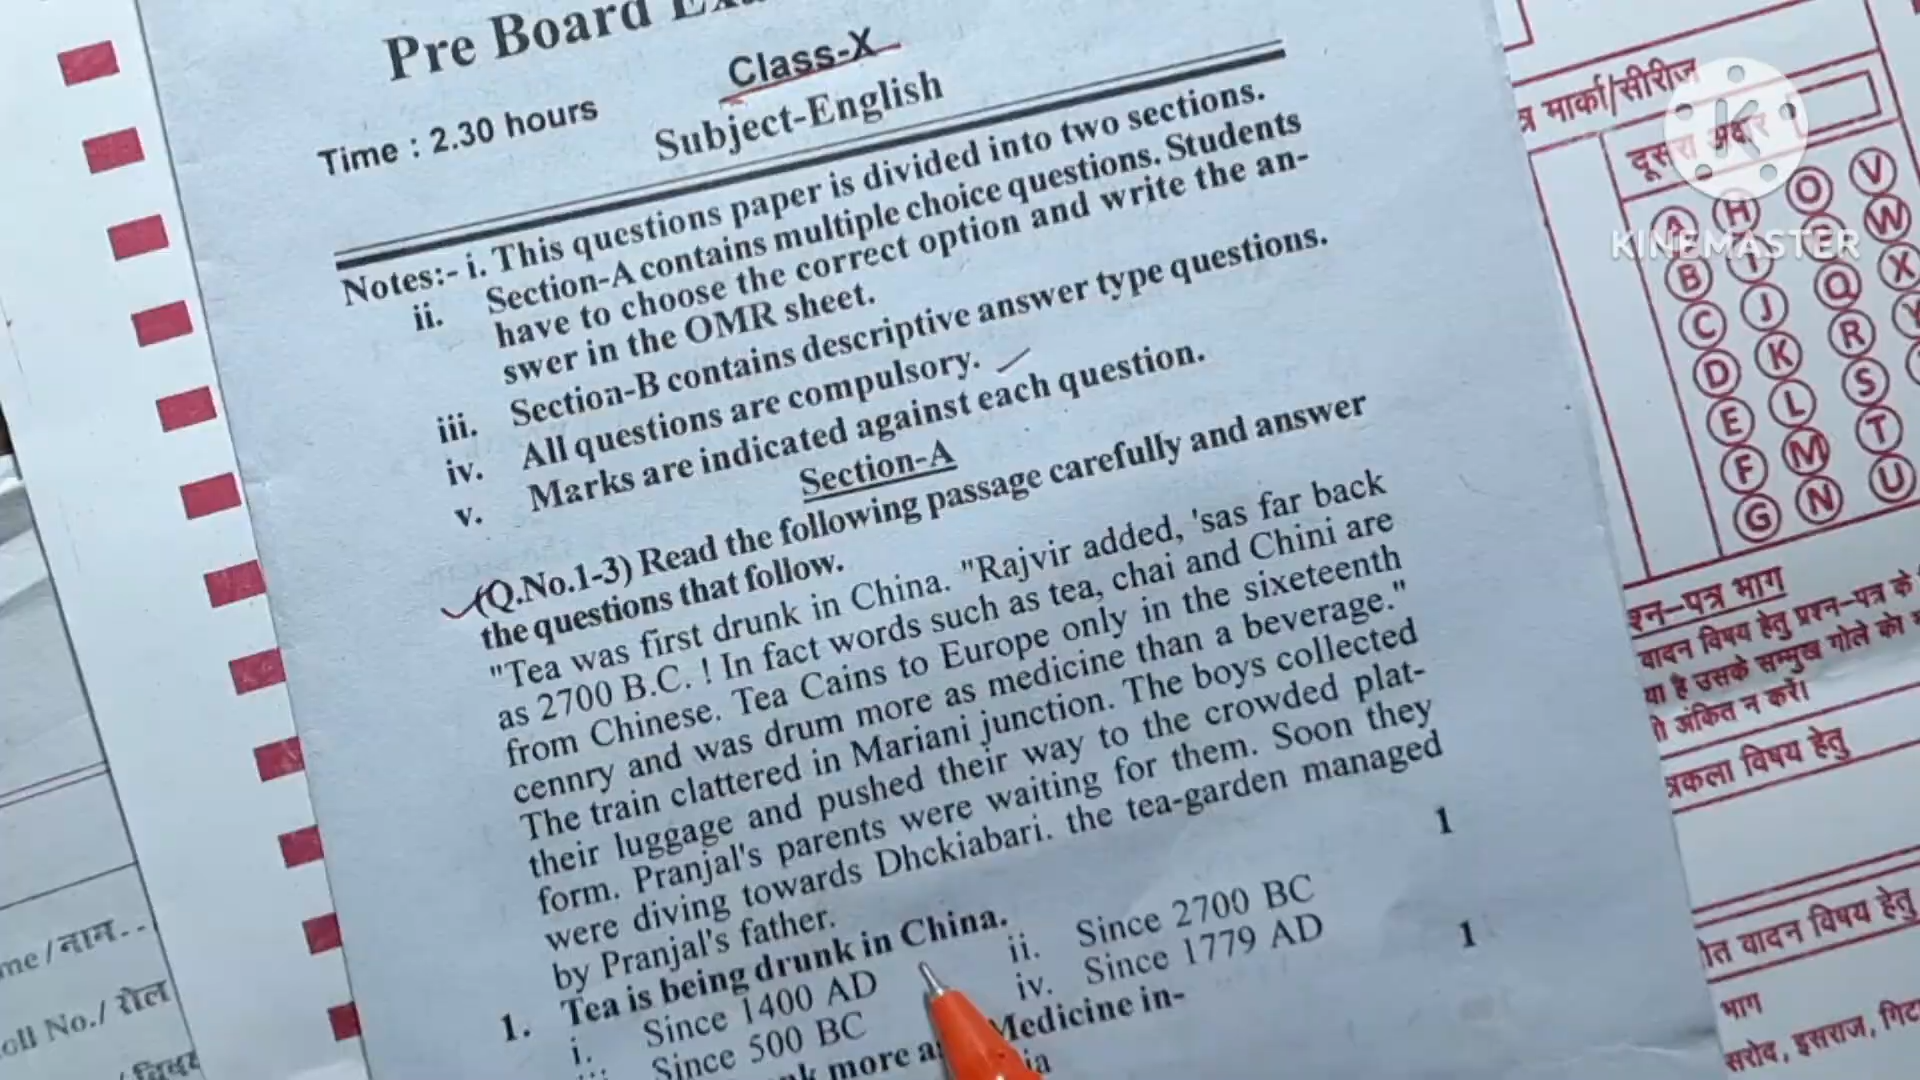 Pre Board
Class-X
Time : 2.30 hours
Subject-English
Notes:- i. This questions paper is divided into two sections.
ii. Section-A contains multiple choice questions. Students
have to choose the correct option and write the an-
swer in the OMR sheet.
iii. Section-B contains descriptive answer type questions.
iv. All questions are compulsory.
v. Marks are indicated against each question.
Section-A
(Q.No.1-3) Read the following passage carefully and answer
the questions that follow.
"Tea was first drunk in China. "Rajvir added, 'sas far back
as 2700 B.C. ! In fact words such as tea, chai and Chini are
from Chinese. Tea Cains to Europe only in the sixeteenth
cennry and was drum more as medicine than a beverage."
The train clattered in Mariani junction. The boys collected
their luggage and pushed their way to the crowded plat-
form. Pranjal's parents were waiting for them. Soon they
were diving towards Dhckiabari. the tea-garden managed
by Pranjal's father.
1
1. Tea is being drunk in China.
i. Since 1400 AD
ii. Since 2700 BC
Since 500 BC
iv. Since 1779 AD
1
more Medicine in-
मार्का/सीरीज
दूसरा अक्षर
A H O V
B I W
C J Q X
D K R Y
E L S
F M T
G N U
KINEMASTER
प्रश्न-पत्र भाग
वादन विषय हेतु प्रश्न-पत्र के
या है उसके सम्मुख गोले को
अंकित न करें।
विषय हेतु
वादन विषय हेतु
भाग
सरोद, इसराज,
/नाम
No./ रोल